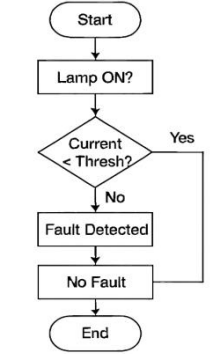 Start
Lamp ON?
Current
< Thresh?
Yes
No
Fault Detected
No Fault
End